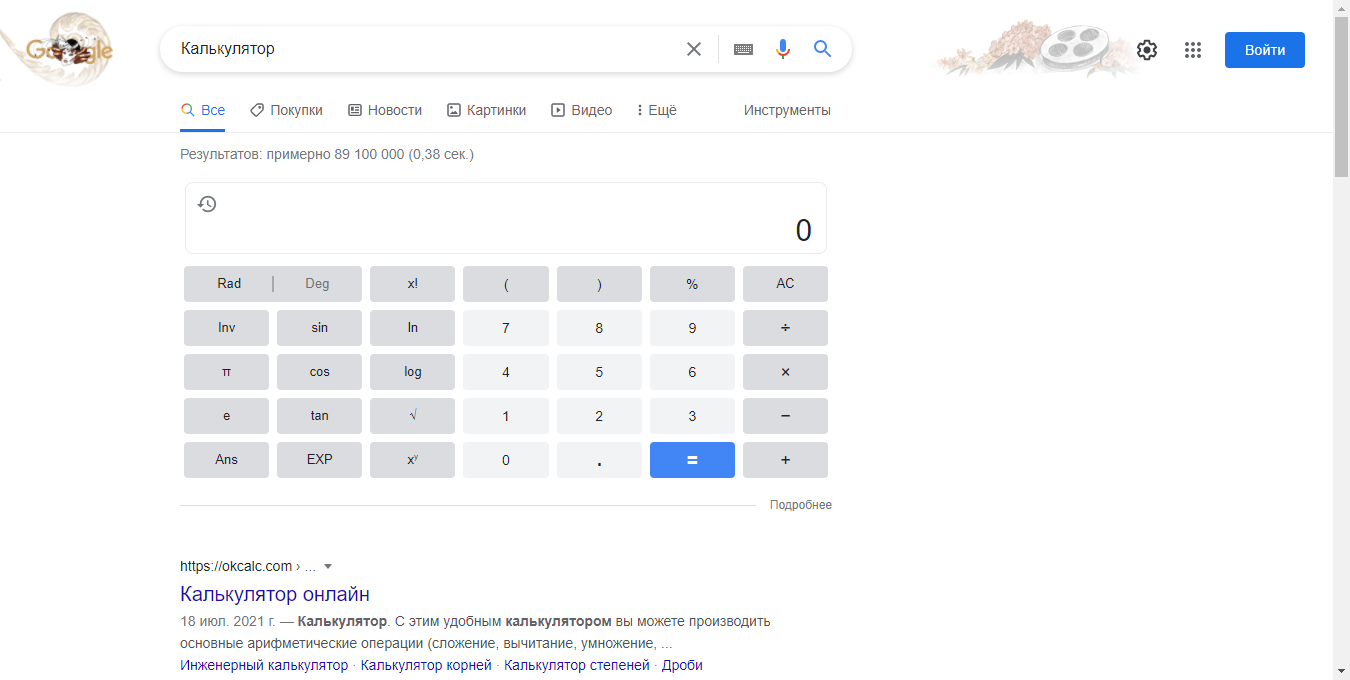 Google
Калькулятор
Войти
Все Покупки Новости Картинки Видео Ещё Инструменты
Результатов: примерно 89 100 000 (0,38 сек.)
0
Rad | Deg x! ( ) % AC
Inv sin ln 7 8 9 ÷
π cos log 4 5 6 ×
e tan √ 1 2 3 −
Ans EXP xʸ 0 . = +
Подробнее
https://okcalc.com › ...
Калькулятор онлайн
18 июл. 2021 г. — Калькулятор. С этим удобным калькулятором вы можете производить
основные арифметические операции (сложение, вычитание, умножение, ...
Инженерный калькулятор · Калькулятор корней · Калькулятор степеней · Дроби